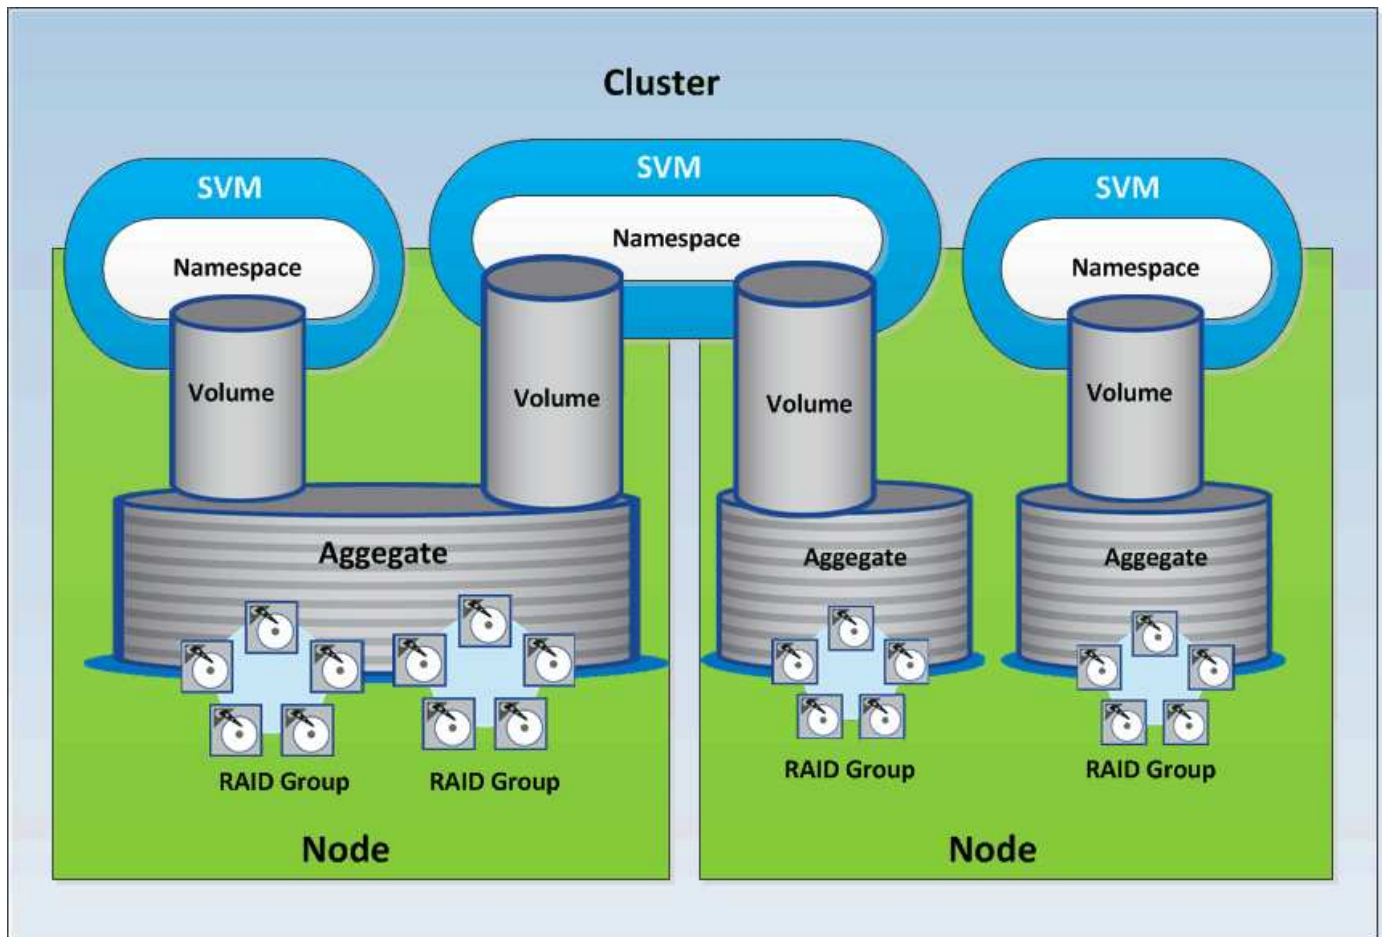 Cluster
SVM
SVM
SVM
Namespace
Namespace
Namespace
Volume
Volume
Volume
Volume
Aggegate
Aggegate
Aggegate
RAID Group
RAID Group
RAID Group
RAID Group
Node
Node